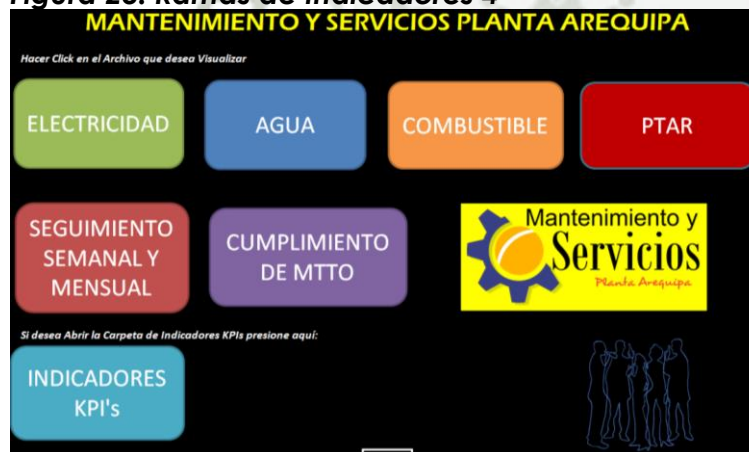 MANTENIMIENTO Y SERVICIOS PLANTA AREQUIPA
Hacer Click en el Archivo que desea Visualizar
ELECTRICIDAD
AGUA
COMBUSTIBLE
PTAR
SEGUIMIENTO
SEMANAL Y
MENSUAL
CUMPLIMIENTO
DE MTTO
Mantenimiento y
Servicios
Planta Arequipa
Si desea Abrir la Carpeta de Indicadores KPIs presione aquí:
INDICADORES
KPI's